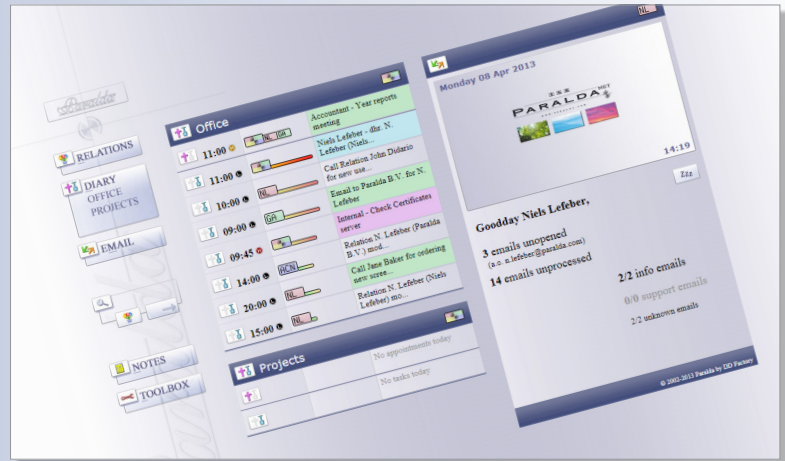 Paralda
RELATIONS
DIARY
OFFICE
PROJECTS
EMAIL
NOTES
TOOLBOX
Office
11:00 NL GA Accountant - Year reports
meeting
11:00 Niels Lefeber - dhr. N.
Lefeber (Niels...
10:00 NL Call Relation John Didario
for new use...
09:00 GA Email to Paralda B.V. for N.
Lefeber
09:45 Internal - Check Certificates
server
14:00 ACN Relation N. Lefeber (Paralda
B.V.) mod...
20:00 NL Call Jane Baker for ordering
new scree...
15:00 NL Relation N. Lefeber (Niels
Lefeber) mo...
Projects
No appointments today
No tasks today
NL
Monday 08 Apr 2013
PARALDA NET
14:19
Goodday Niels Lefeber,
3 emails unopened
(a.o. n.lefeber@paralda.com)
14 emails unprocessed
2/2 info emails
0/0 support emails
2/2 unknown emails
© 2002-2013 Paralda by DD Factory